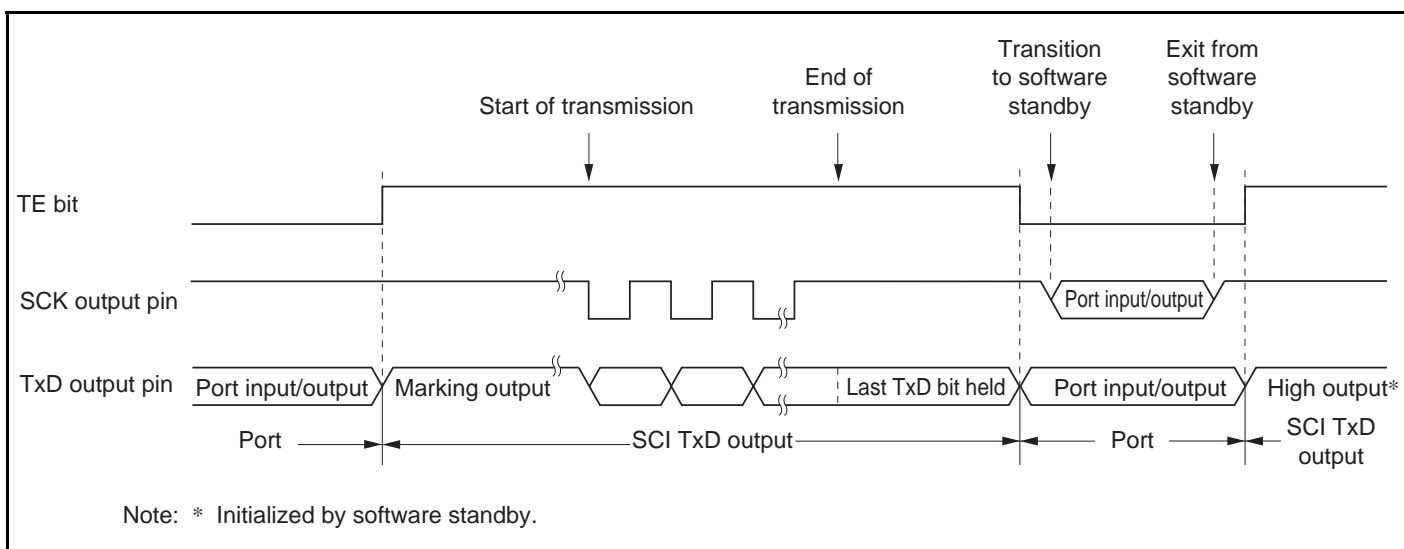 Start of transmission
End of
transmission
Transition
to software
standby
Exit from
software
standby
TE bit
SCK output pin
Port input/output
TxD output pin
Port input/output
Marking output
Last TxD bit held
Port input/output
High output*
Port
SCI TxD output
Port
SCI TxD
output
Note: * Initialized by software standby.